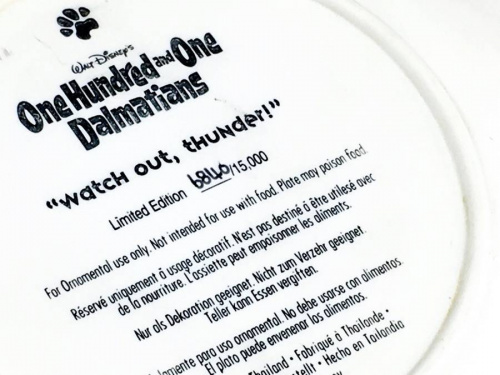 Walt Disney's
One Hundred and One
Dalmatians
"Watch out, thunder!"
Limited Edition 6840/15,000
For Ornamental use only. Not intended for use with food. Plate may poison food.
Réservé uniquement á usage décoratif. N'est pas destiné á être utilesé avec
de la nourriture. L'assiette peut empoisonner les aliments.
Nur als Dekoration geeignet. Nicht zum Verzehr geeignet.
Teller kann Essen vergiften.
para uso ornamental. No debe usarse con alimentos
El plato puede envenenar los alimentos.
Thailand • Fabriqué à Thaïlande •
• Hecho en Tailandia